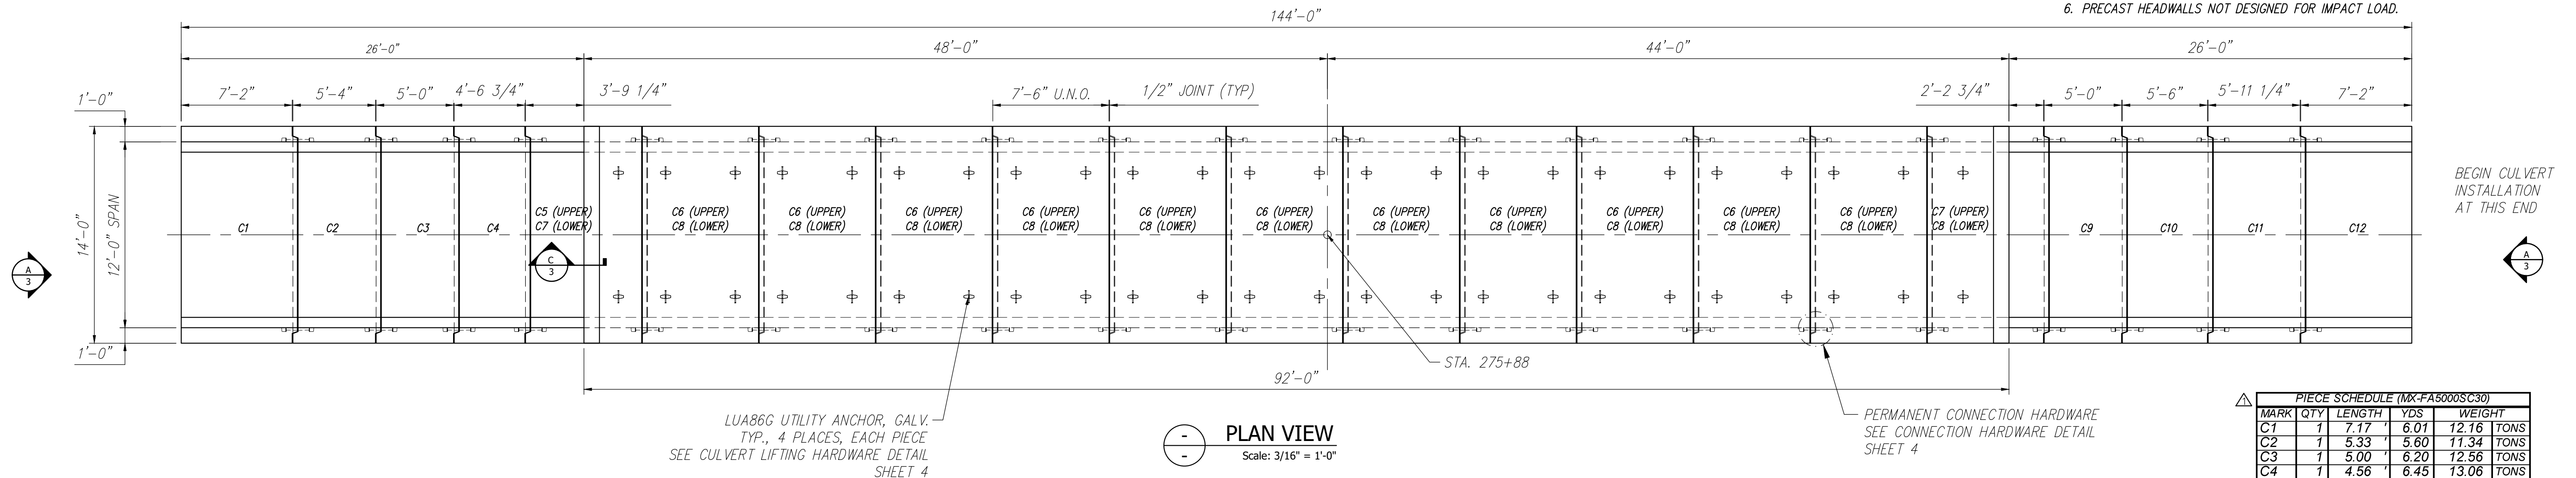 6. PRECAST HEADWALLS NOT DESIGNED FOR IMPACT LOAD.
144'-0"
26'-0"
48'-0"
44'-0"
26'-0"
7'-2"
5'-4"
5'-0"
4'-6 3/4"
3'-9 1/4"
7'-6" U.N.O.
1/2" JOINT (TYP)
2'-2 3/4"
5'-0"
5'-6"
5'-11 1/4"
7'-2"
1'-0"
14'-0"
12'-0" SPAN
1'-0"
BEGIN CULVERT
INSTALLATION
AT THIS END
C1
C2
C3
C4
C5 (UPPER)
C7 (LOWER)
C6 (UPPER)
C8 (LOWER)
C6 (UPPER)
C8 (LOWER)
C6 (UPPER)
C8 (LOWER)
C6 (UPPER)
C8 (LOWER)
C6 (UPPER)
C8 (LOWER)
C6 (UPPER)
C8 (LOWER)
C6 (UPPER)
C8 (LOWER)
C6 (UPPER)
C8 (LOWER)
C6 (UPPER)
C8 (LOWER)
C6 (UPPER)
C8 (LOWER)
C6 (UPPER)
C8 (LOWER)
C7 (UPPER)
C8 (LOWER)
C9
C10
C11
C12
A
3
C
3
A
3
STA. 275+88
92'-0"
LUA86G UTILITY ANCHOR, GALV.
TYP., 4 PLACES, EACH PIECE
SEE CULVERT LIFTING HARDWARE DETAIL
SHEET 4
-
-
PLAN VIEW
Scale: 3/16" = 1'-0"
PERMANENT CONNECTION HARDWARE
SEE CONNECTION HARDWARE DETAIL
SHEET 4
1
PIECE SCHEDULE (MX-FA5000SC30)
MARK QTY LENGTH YDS WEIGHT
C1 1 7.17 ' 6.01 12.16 TONS
C2 1 5.33 ' 5.60 11.34 TONS
C3 1 5.00 ' 6.20 12.56 TONS
C4 1 4.56 ' 6.45 13.06 TONS